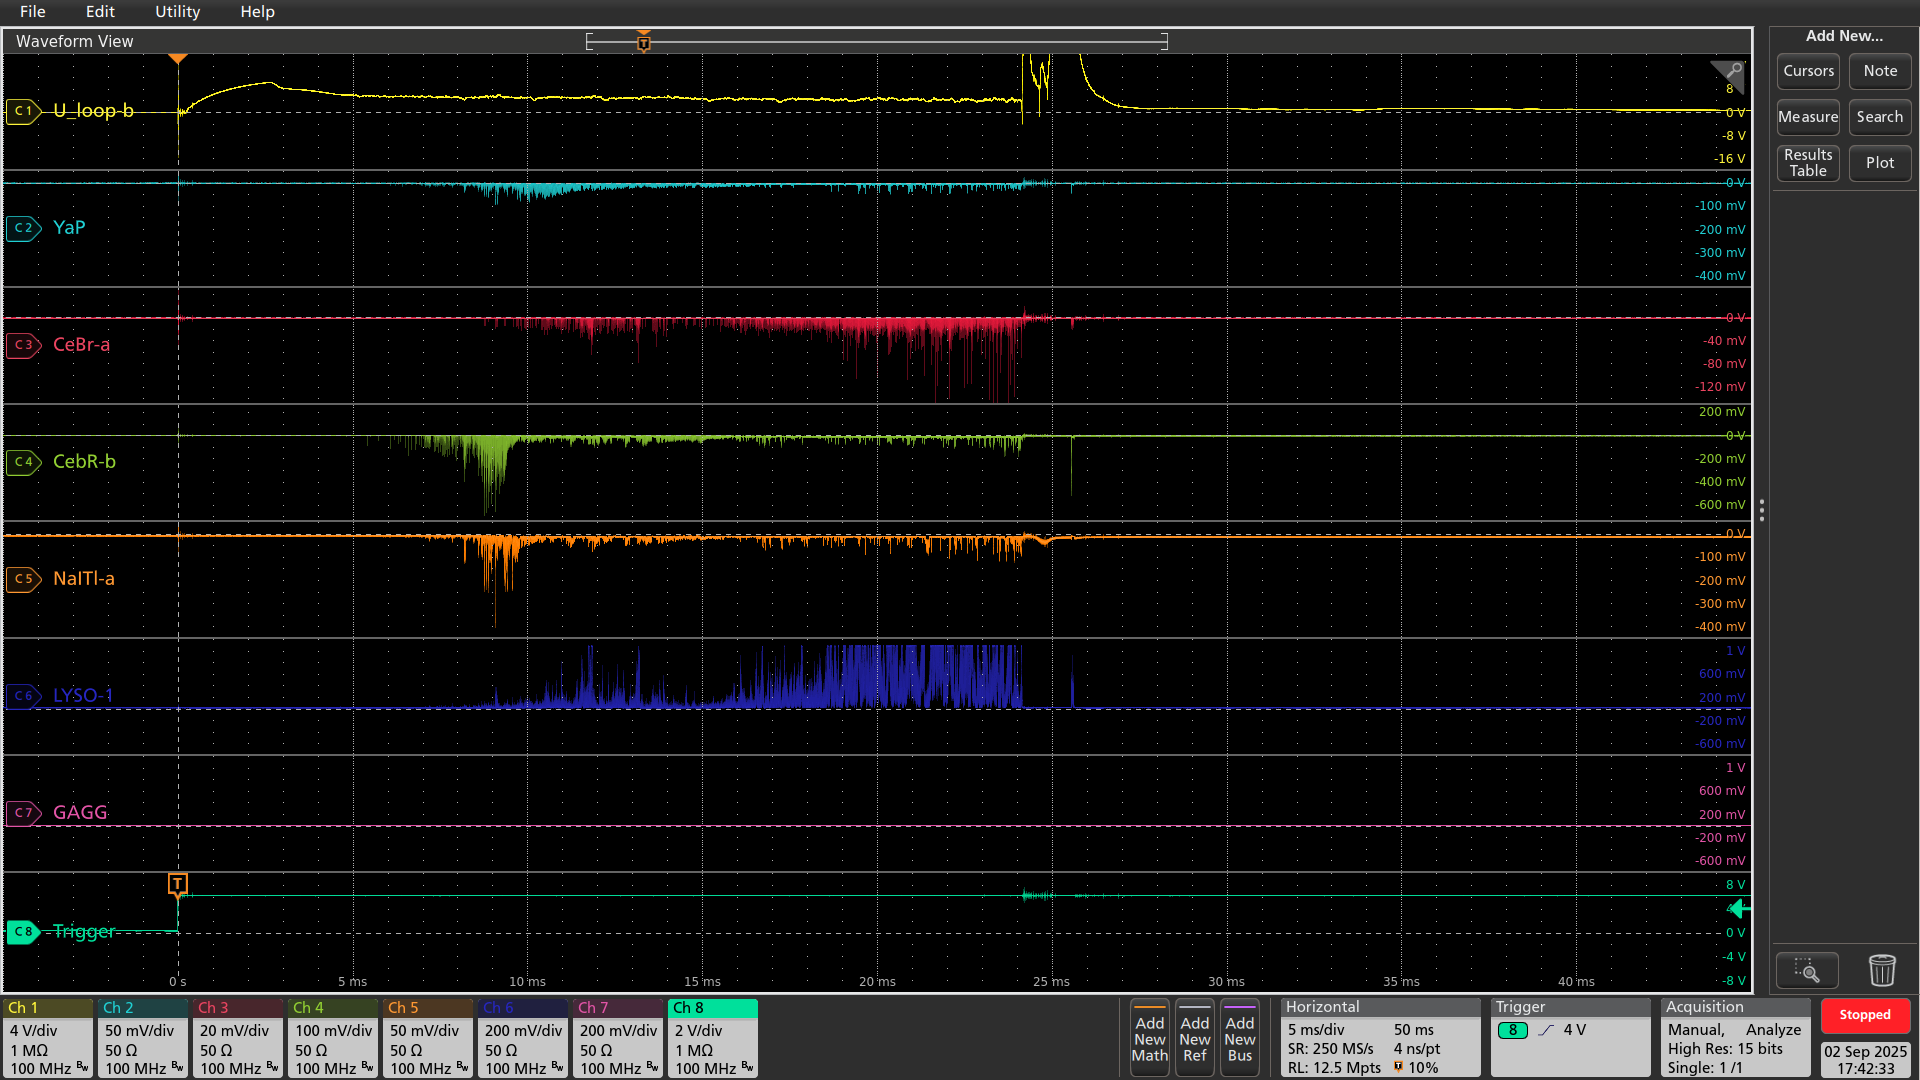 File Edit Utility Help
Waveform View
T
Add New...
Cursors Note
Measure Search
Results Table Plot
C1 U_loop-b
8
0 V
-8 V
-16 V
C2 YaP
0 V
-100 mV
-200 mV
-300 mV
-400 mV
C3 CeBr-a
0 V
-40 mV
-80 mV
-120 mV
C4 CebR-b
200 mV
0 V
-200 mV
-400 mV
-600 mV
C5 NaITl-a
0 V
-100 mV
-200 mV
-300 mV
-400 mV
C6 LYSO-1
1 V
600 mV
200 mV
-200 mV
-600 mV
C7 GAGG
1 V
600 mV
200 mV
-200 mV
-600 mV
T
C8 Trigger
8 V
4
0 V
-4 V
-8 V
0 s 5 ms 10 ms 15 ms 20 ms 25 ms 30 ms 35 ms 40 ms
Ch 1
4 V/div
1 MΩ
100 MHz Bw
Ch 2
50 mV/div
50 Ω
100 MHz Bw
Ch 3
20 mV/div
50 Ω
100 MHz Bw
Ch 4
100 mV/div
50 Ω
100 MHz Bw
Ch 5
50 mV/div
50 Ω
100 MHz Bw
Ch 6
200 mV/div
50 Ω
100 MHz Bw
Ch 7
200 mV/div
50 Ω
100 MHz Bw
Ch 8
2 V/div
1 MΩ
100 MHz Bw
Add New Math
Add New Ref
Add New Bus
Horizontal
5 ms/div 50 ms
SR: 250 MS/s 4 ns/pt
RL: 12.5 Mpts T 10%
Trigger
8 4 V
Acquisition
Manual, Analyze
High Res: 15 bits
Single: 1 /1
Stopped
02 Sep 2025
17:42:33